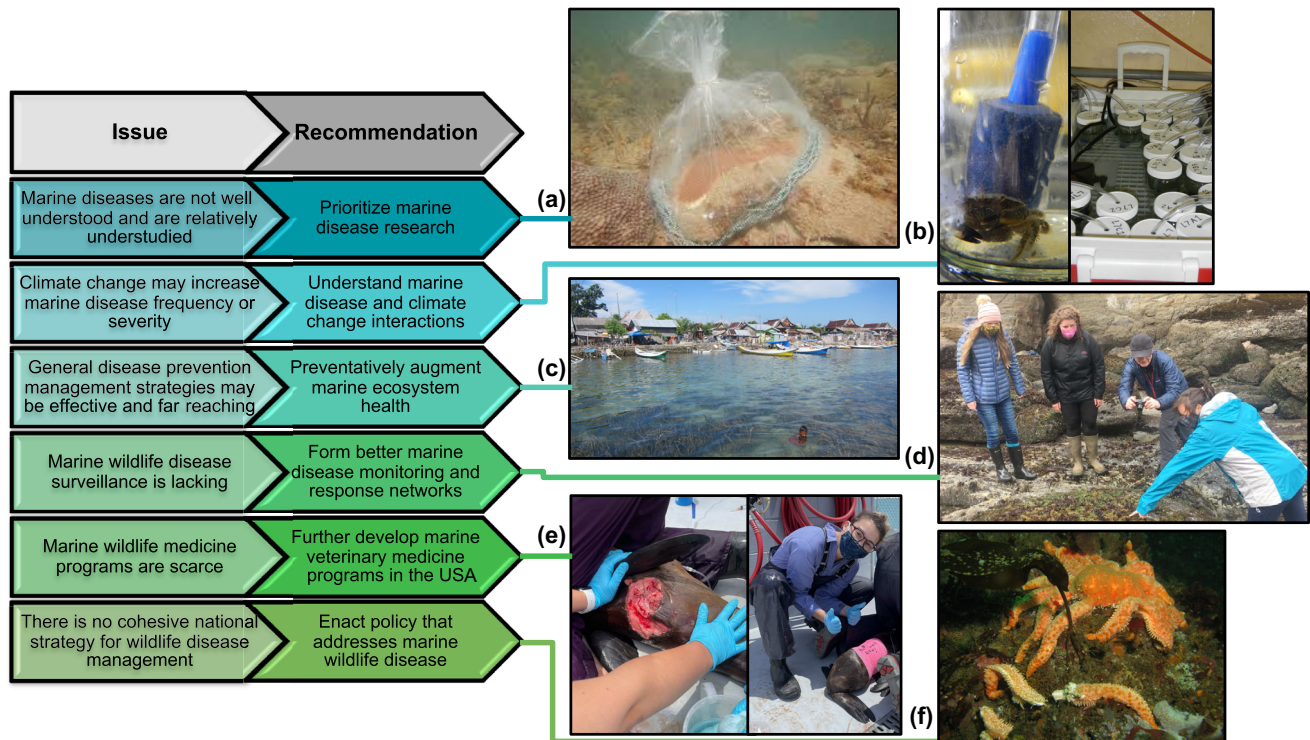 Issue
Recommendation
Marine diseases are not well
understood and are relatively
understudied
Prioritize marine
disease research
(a)
(b)
Climate change may increase
marine disease frequency or
severity
Understand marine
disease and climate
change interactions
General disease prevention
management strategies may
be effective and far reaching
Preventatively augment
marine ecosystem
health
(c)
Marine wildlife disease
surveillance is lacking
Form better marine
disease monitoring and
response networks
(d)
Marine wildlife medicine
programs are scarce
Further develop marine
veterinary medicine
programs in the USA
(e)
There is no cohesive national
strategy for wildlife disease
management
Enact policy that
addresses marine
wildlife disease
(f)